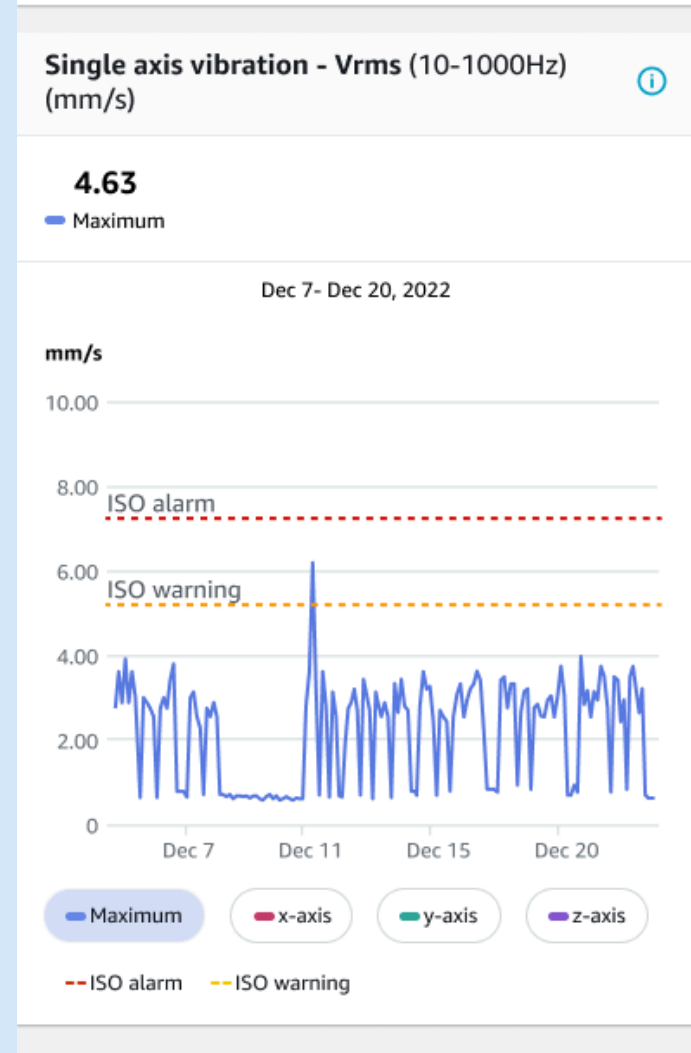 Single axis vibration - Vrms (10-1000Hz)
(mm/s)
4.63
Maximum
Dec 7- Dec 20, 2022
mm/s
10.00
8.00
ISO alarm
6.00
ISO warning
4.00
2.00
0
Dec 7 Dec 11 Dec 15 Dec 20
Maximum x-axis y-axis z-axis
ISO alarm ISO warning